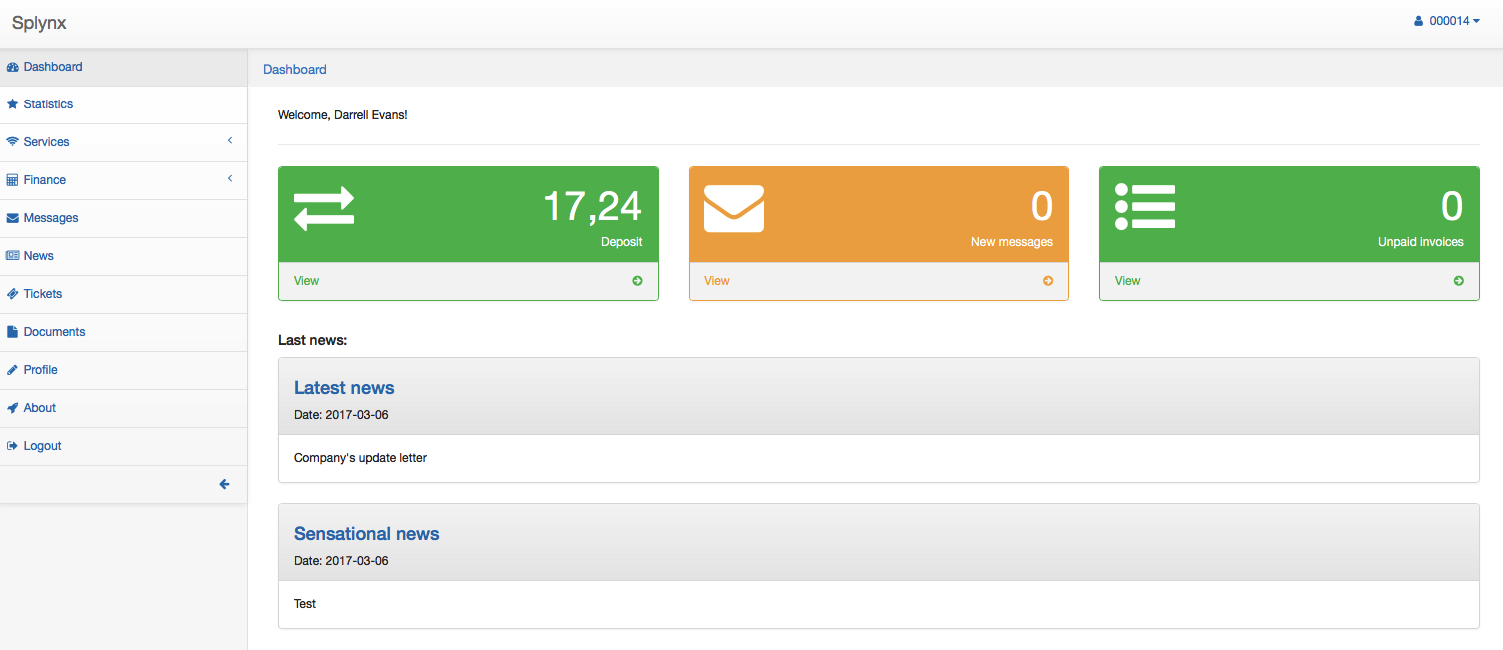 Splynx
000014
Dashboard
Statistics
Services
Finance
Messages
News
Tickets
Documents
Profile
About
Logout
Dashboard
Welcome, Darrell Evans!
17,24
Deposit
View
0
New messages
View
0
Unpaid invoices
View
Last news:
Latest news
Date: 2017-03-06
Company's update letter
Sensational news
Date: 2017-03-06
Test